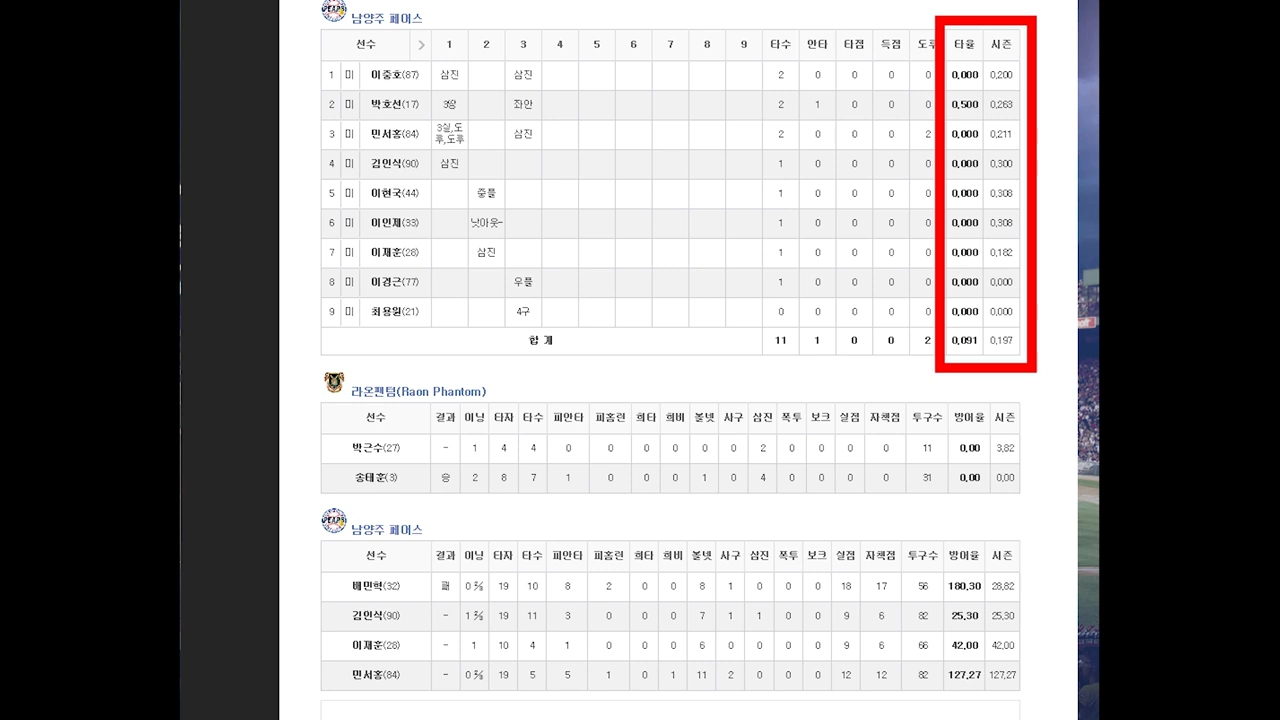 남양주 페이스
선수 > 1 2 3 4 5 6 7 8 9 타수 안타 타점 득점 도루 타율 시즌
1 미 이중호(87) 삼진 삼진 2 0 0 0 0 0,000 0,200
2 미 박호선(17) 3땅 좌안 2 1 0 0 0 0,500 0,263
3 미 민서홍(84) 3실,도루,도루 삼진 2 0 0 0 2 0,000 0,211
4 미 김인식(90) 삼진 1 0 0 0 0 0,000 0,300
5 미 이현국(44) 중플 1 0 0 0 0 0,000 0,308
6 미 이인제(33) 낫아웃- 1 0 0 0 0 0,000 0,308
7 미 이재훈(28) 삼진 1 0 0 0 0 0,000 0,182
8 미 이경근(77) 우플 1 0 0 0 0 0,000 0,000
9 미 최용원(21) 4구 0 0 0 0 0 0,000 0,000
합 계 11 1 0 0 2 0,091 0,197
라온팬텀(Raon Phantom)
선수 결과 이닝 타자 타수 피안타 피홈런 희타 희비 볼넷 사구 삼진 폭투 보크 실점 자책점 투구수 방어율 시즌
박근수(27) - 1 4 4 0 0 0 0 0 0 2 0 0 0 0 11 0,00 3,82
송태훈(3) 승 2 8 7 1 0 0 0 1 0 4 0 0 0 0 31 0,00 0,00
남양주 페이스
선수 결과 이닝 타자 타수 피안타 피홈런 희타 희비 볼넷 사구 삼진 폭투 보크 실점 자책점 투구수 방어율 시즌
배민혁(33) 패 0 ⅔ 19 10 8 2 0 0 8 1 0 0 0 18 17 56 180,30 28,82
김인식(90) - 1 ⅔ 19 11 3 0 0 0 7 1 1 0 0 9 6 82 25,30 25,30
이재훈(28) - 1 10 4 1 0 0 0 6 0 0 0 0 9 6 66 42,00 42,00
민서홍(84) - 0 ⅔ 19 5 5 1 0 1 11 2 0 0 0 12 12 82 127,27 127,27